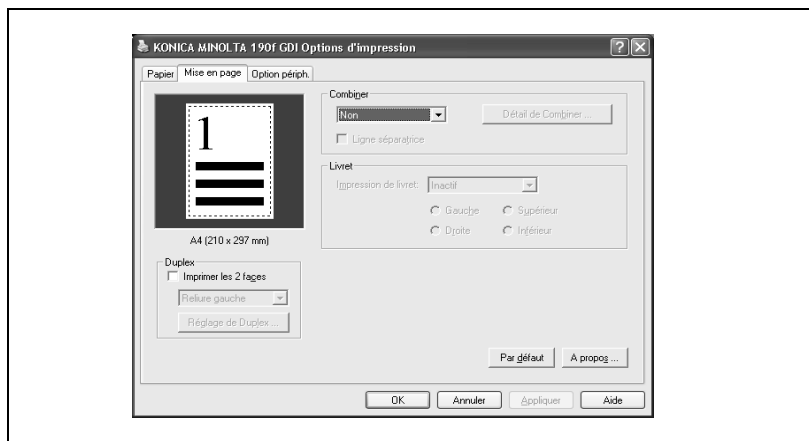 KONICA MINOLTA 190f GDI Options d'impression
Papier Mise en page Option périph.
1
A4 (210 x 297 mm)
Duplex
Imprimer les 2 faces
Reliure gauche
Réglage de Duplex ...
Combiner
Non
Détail de Combiner ...
Ligne séparatrice
Livret
Impression de livret: Inactif
Gauche Supérieur
Droite Inférieur
Par défaut A propos ...
OK Annuler Appliquer Aide